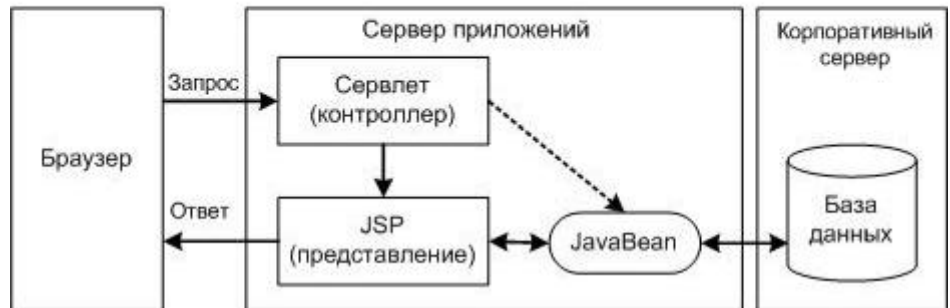 Браузер
Запрос
Ответ
Сервер приложений
Сервлет
(контроллер)
JSP
(представление)
JavaBean
Корпоративный
сервер
База
данных